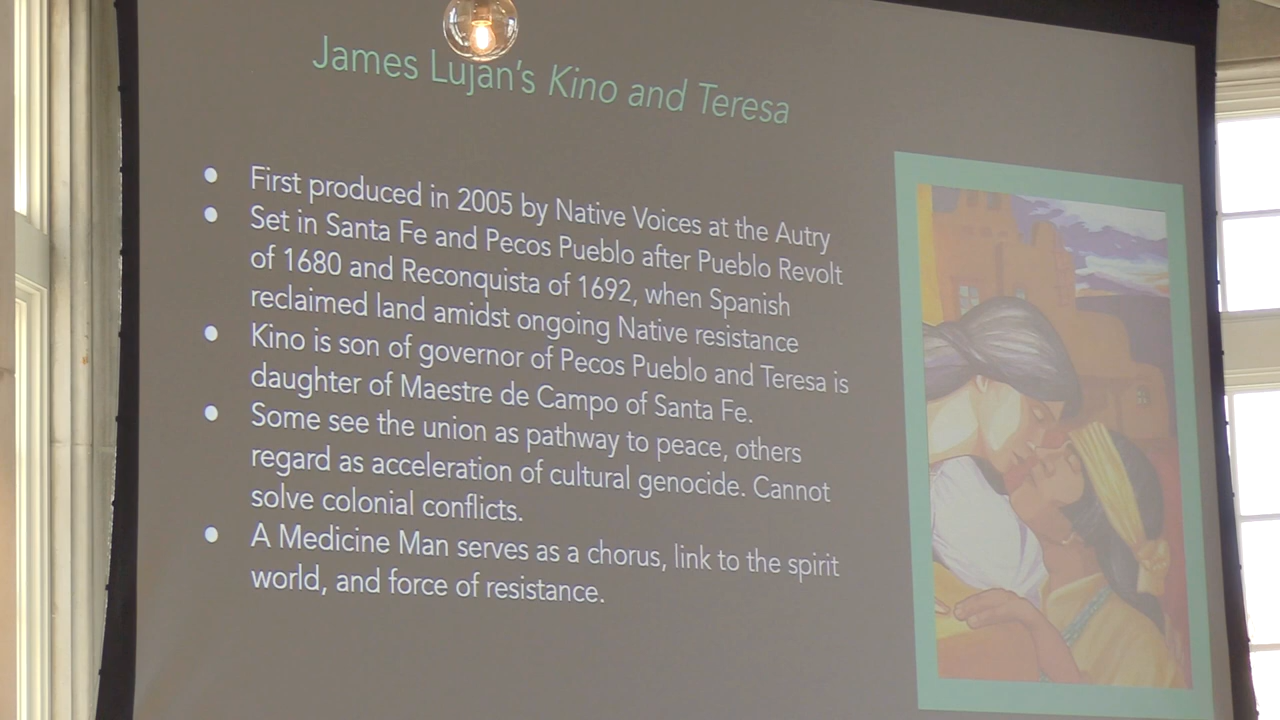 James Lujan's Kino and Teresa
● First produced in 2005 by Native Voices at the Autry
● Set in Santa Fe and Pecos Pueblo after Pueblo Revolt
of 1680 and Reconquista of 1692, when Spanish
reclaimed land amidst ongoing Native resistance
● Kino is son of governor of Pecos Pueblo and Teresa is
daughter of Maestre de Campo of Santa Fe.
● Some see the union as pathway to peace, others
regard as acceleration of cultural genocide. Cannot
solve colonial conflicts.
● A Medicine Man serves as a chorus, link to the spirit
world, and force of resistance.